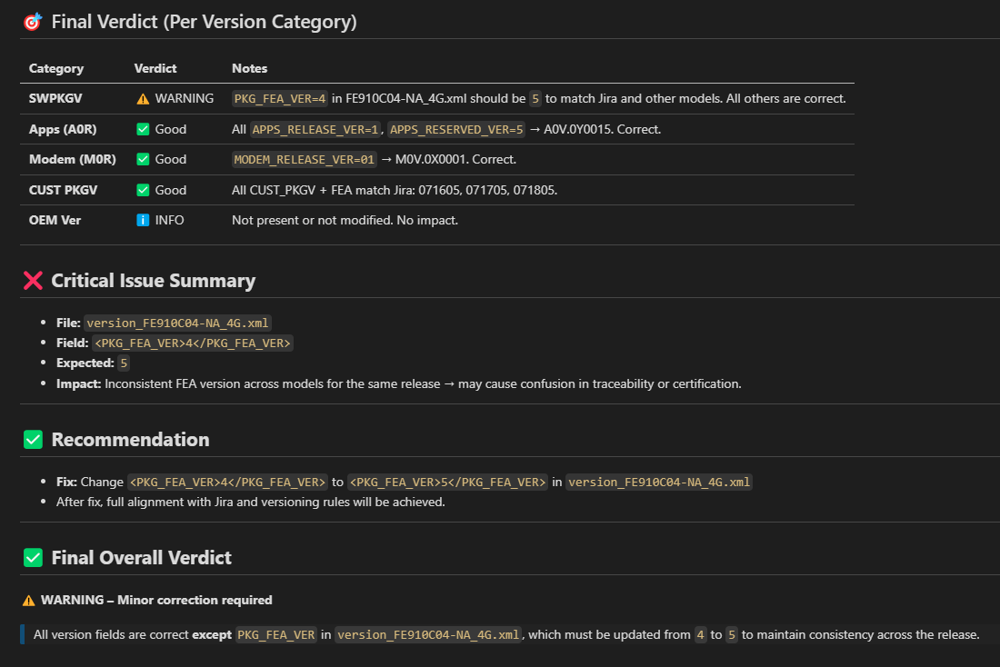 Final Verdict (Per Version Category)
Category Verdict Notes
SWPKGV WARNING PKG_FEA_VER=4 in FE910C04-NA_4G.xml should be 5 to match Jira and other models. All others are correct.
Apps (A0R) Good All APPS_RELEASE_VER=1, APPS_RESERVED_VER=5 → A0V.0Y0015. Correct.
Modem (M0R) Good MODEM_RELEASE_VER=01 → M0V.0X0001. Correct.
CUST PKGV Good All CUST_PKGV + FEA match Jira: 071605, 071705, 071805.
OEM Ver INFO Not present or not modified. No impact.
Critical Issue Summary
• File: version_FE910C04-NA_4G.xml
• Field: <PKG_FEA_VER>4</PKG_FEA_VER>
• Expected: 5
• Impact: Inconsistent FEA version across models for the same release → may cause confusion in traceability or certification.
Recommendation
• Fix: Change <PKG_FEA_VER>4</PKG_FEA_VER> to <PKG_FEA_VER>5</PKG_FEA_VER> in version_FE910C04-NA_4G.xml
• After fix, full alignment with Jira and versioning rules will be achieved.
Final Overall Verdict
WARNING – Minor correction required
All version fields are correct except PKG_FEA_VER in version_FE910C04-NA_4G.xml, which must be updated from 4 to 5 to maintain consistency across the release.